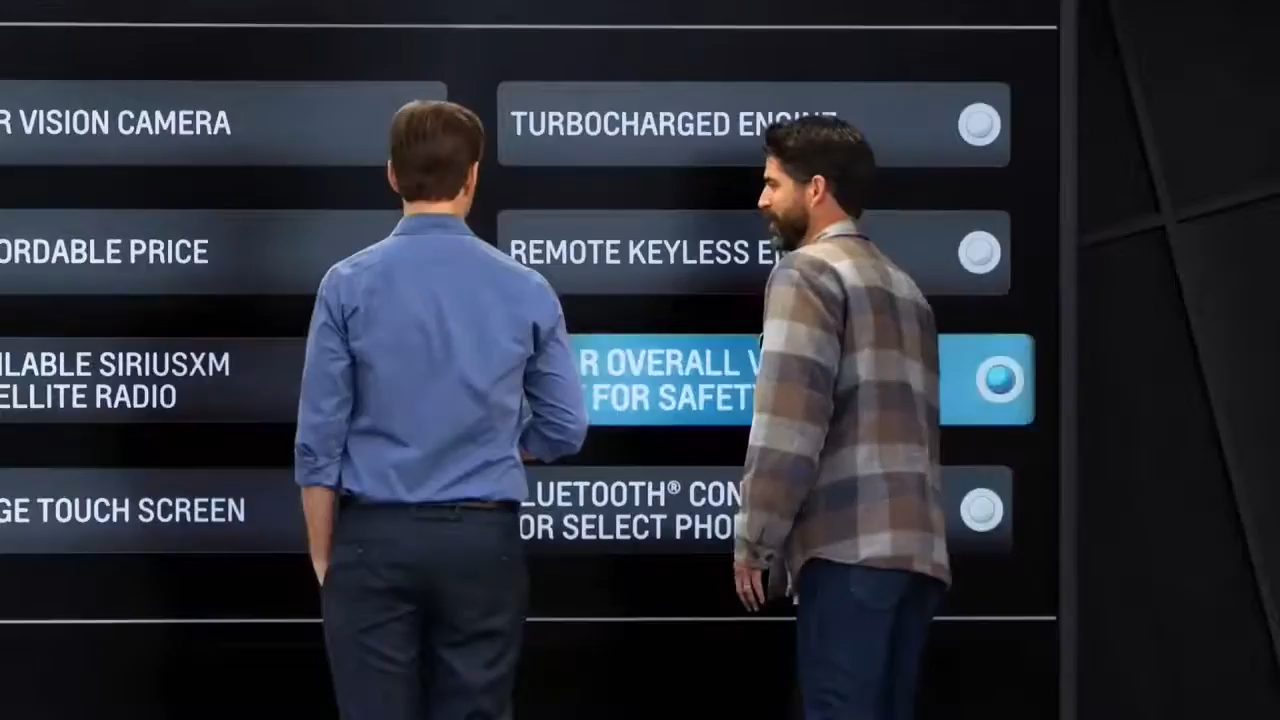 R VISION CAMERA
TURBOCHARGED ENGINE
ORDABLE PRICE
REMOTE KEYLESS E
ILABLE SIRIUSXM
ELLITE RADIO
R OVERALL V
FOR SAFETY
GE TOUCH SCREEN
LUETOOTH® CON
OR SELECT PHO